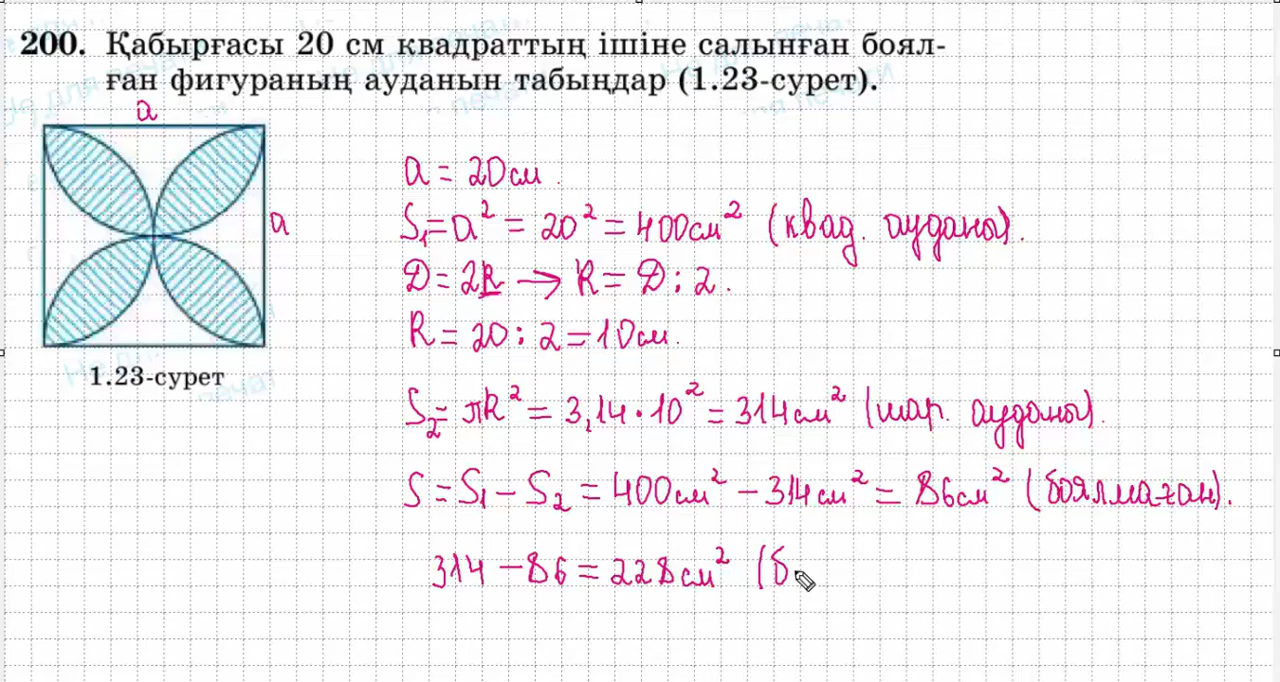 200. Қабырғасы 20 см квадраттың ішіне салынған боял-
ған фигураның ауданын табыңдар (1.23-сурет).
a
a
1.23-сурет
a = 20см.
S₁ = a² = 20² = 400см² (квад. ауданы).
D = 2R → R = D : 2.
R = 20 : 2 = 10см.
S₂ = πR² = 3,14 · 10² = 314см² (шар. ауданы).
S = S₁ − S₂ = 400см² − 314см² = 86см² (боялмаған).
314 − 86 = 228см² (б